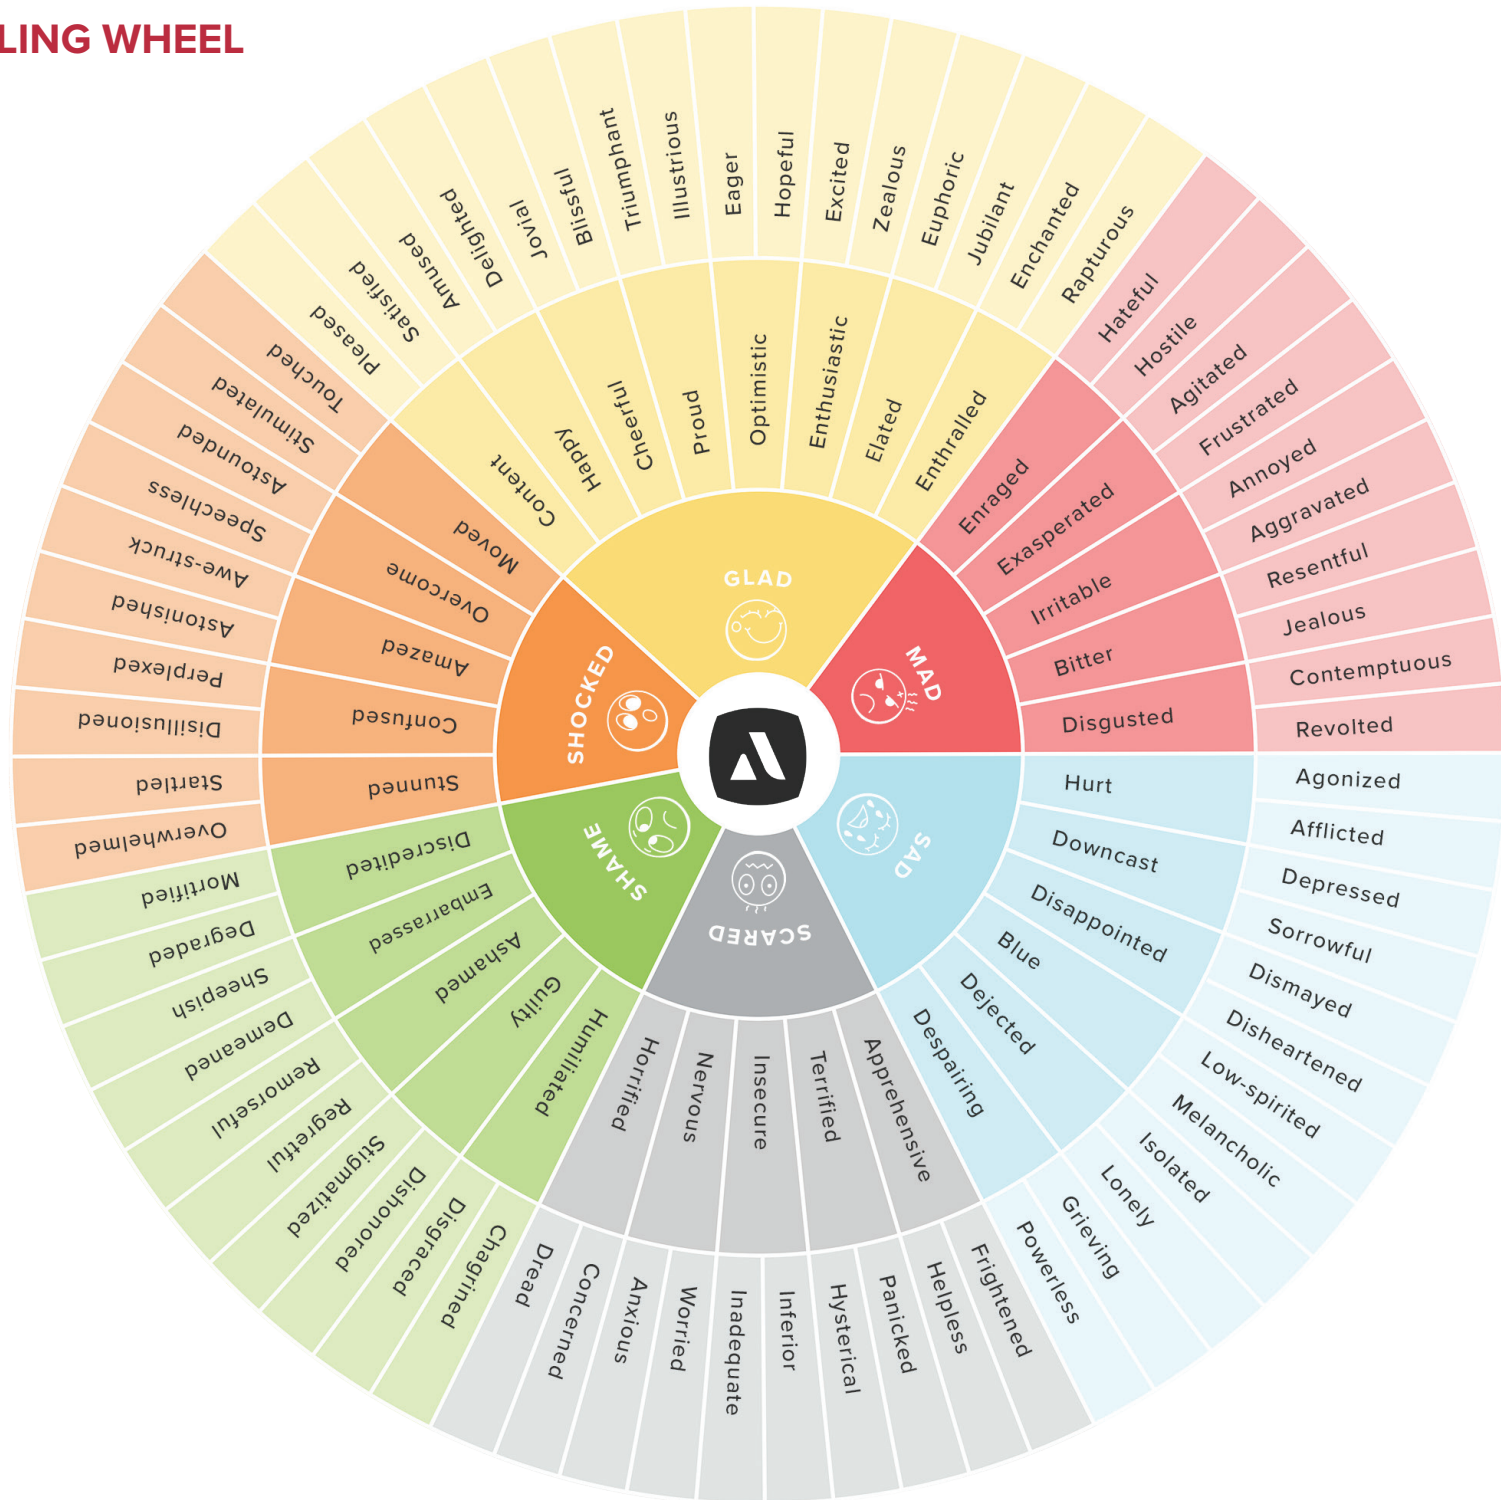 LING WHEEL
GLAD
MAD
SAD
SCARED
SHAME
SHOCKED
Content
Happy
Cheerful
Proud
Optimistic
Enthusiastic
Elated
Enthralled
Enraged
Exasperated
Irritable
Bitter
Disgusted
Hurt
Downcast
Disappointed
Blue
Dejected
Despairing
Apprehensive
Terrified
Insecure
Nervous
Horrified
Humiliated
Guilty
Ashamed
Embarrassed
Discredited
Stunned
Confused
Amazed
Overcome
Moved
Pleased
Satisfied
Amused
Delighted
Jovial
Blissful
Triumphant
Illustrious
Eager
Hopeful
Excited
Zealous
Euphoric
Jubilant
Enchanted
Rapturous
Hateful
Hostile
Agitated
Frustrated
Annoyed
Aggravated
Resentful
Jealous
Contemptuous
Revolted
Agonized
Afflicted
Depressed
Sorrowful
Dismayed
Disheartened
Low-spirited
Melancholic
Isolated
Lonely
Grieving
Powerless
Frightened
Helpless
Panicked
Hysterical
Inferior
Inadequate
Worried
Anxious
Concerned
Dread
Chagrined
Disgraced
Dishonored
Stigmatized
Regretful
Remorseful
Demeaned
Sheepish
Degraded
Mortified
Overwhelmed
Startled
Disillusioned
Perplexed
Astonished
Awe-struck
Speechless
Astounded
Stimulated
Touched